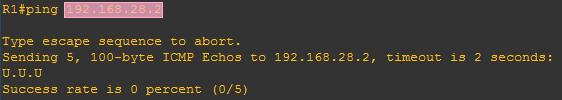 R1#ping 192.168.28.2
Type escape sequence to abort.
Sending 5, 100-byte ICMP Echos to 192.168.28.2, timeout is 2 seconds:
U.U.U
Success rate is 0 percent (0/5)